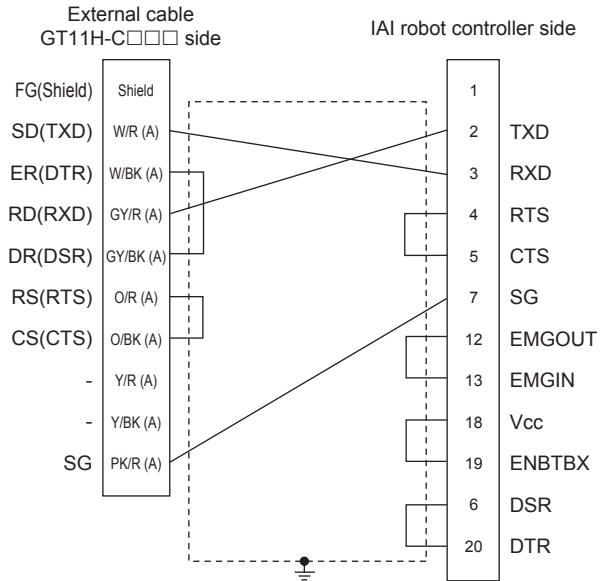 External cable
GT11H-C□□□ side
IAI robot controller side
FG(Shield) Shield
SD(TXD) W/R (A)
ER(DTR) W/BK (A)
RD(RXD) GY/R (A)
DR(DSR) GY/BK (A)
RS(RTS) O/R (A)
CS(CTS) O/BK (A)
- Y/R (A)
- Y/BK (A)
SG PK/R (A)
1
2 TXD
3 RXD
4 RTS
5 CTS
7 SG
12 EMGOUT
13 EMGIN
18 Vcc
19 ENBTBX
6 DSR
20 DTR